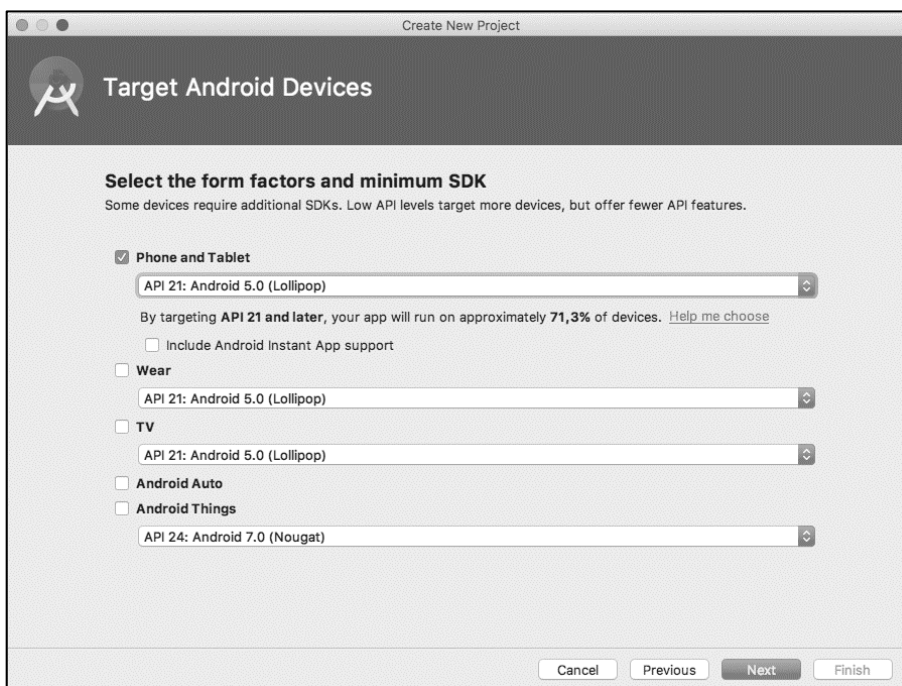 Create New Project
Target Android Devices
Select the form factors and minimum SDK
Some devices require additional SDKs. Low API levels target more devices, but offer fewer API features.
Phone and Tablet
API 21: Android 5.0 (Lollipop)
By targeting API 21 and later, your app will run on approximately 71,3% of devices. Help me choose
Include Android Instant App support
Wear
API 21: Android 5.0 (Lollipop)
TV
API 21: Android 5.0 (Lollipop)
Android Auto
Android Things
API 24: Android 7.0 (Nougat)
Cancel Previous Next Finish